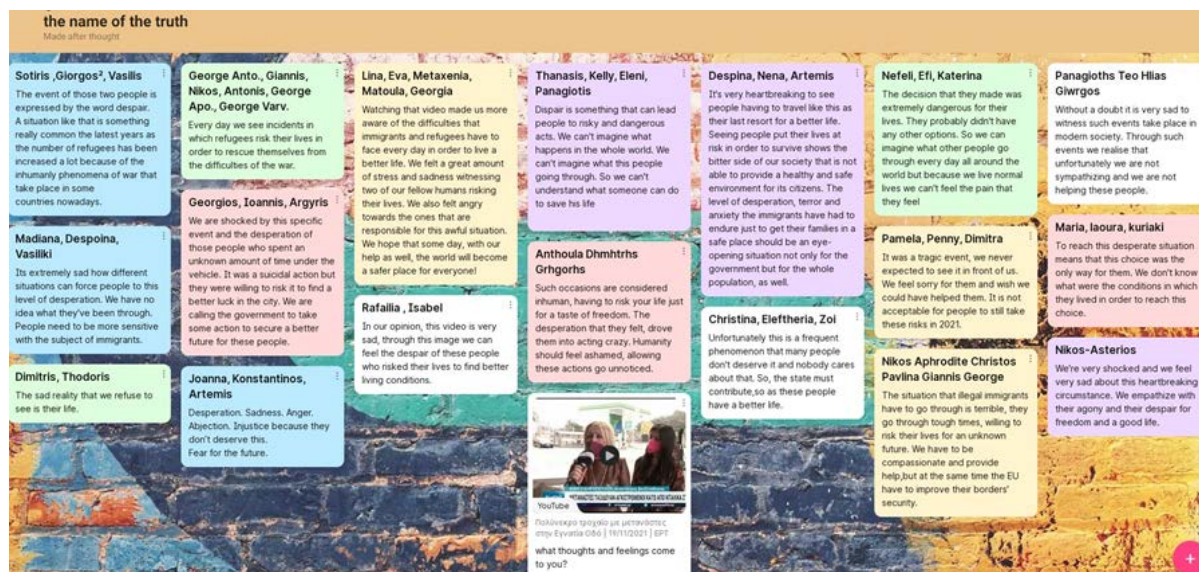 the name of the truth
Made after thought
Sotiris ,Giorgos², Vasilis
The event of those two people is
expressed by the word despar.
A situation like that is something
really common the latest years as
the number of refugees has been
increased a lot because of the
inhumanly phenomena of war that
take place in some
countries nowadays.
Madiana, Despoina,
Vasiliki
Its extremely sad how different
situations can force people to this
level of desperation. We have no
idea what they've been through.
People need to be more sensitive
with the subject of immigrants.
Dimitris, Thodoris
The sad reality that we refuse to
see is their life.
George Anto., Giannis,
Nikos, Antonis, George
Apo., George Varv.
Every day we see incidents in
which refugees risk their lives in
order to rescue themselves from
the difficulties of the war.
Georgios, Ioannis, Argyris
We are shocked by this specific
event and the desperation of
those people who spent an
unknown amount of time under the
vehicle. It was a suicidal action but
they were willing to risk it to find a
better luck in the city. We are
calling the government to take
some action to secure a better
future for these people.
Joanna, Konstantinos,
Artemis
Desperation. Sadness. Anger.
Abjection. Injustice because they
don't deserve this.
Fear for the future.
Lina, Eva, Metaxenia,
Matoula, Georgia
Watching that video made us more
aware of the difficulties that
immigrants and refugees have to
face every day in order to live a
better life. We felt a great amount
of stress and sadness witnessing
two of our fellow humans risking
their lives. We also felt angry
towards the ones that are
responsible for this awful situation.
We hope that some day, with our
help as well, the world will become
a safer place for everyone!
Rafailia , Isabel
In our opinion, this video is very
sad, through this image we can
feel the despair of these people
who risked their lives to find better
living conditions.
Thanasis, Kelly, Eleni,
Panagiotis
Dispair is something that can lead
people to risky and dangerous
acts. We can't imagine what
happens in the whole world. We
can't imagine what this people
going through. So we can't
understand what someone can do
to save his life
Anthoula Dhmhtrhs
Grhgorhs
Such occasions are considered
inhuman, having to risk your life just
for a taste of freedom. The
desperation that they felt, drove
them into acting crazy. Humanity
should feel ashamed, allowing
these actions go unnoticed.
YouTube
Πολύνεκρο τροχαίο με μετανάστες
στην Εγνατία Οδό | 19/11/2021 | ΕΡΤ
what thoughts and feelings come
to you?
Despina, Nena, Artemis
It's very heartbreaking to see
people having to travel like this as
their last resort for a better life.
Seeing people put their lives at
risk in order to survive shows the
bitter side of our society that is not
able to provide a healthy and safe
environment for its citizens. The
level of desperation, terror and
anxiety the immigrants have had to
endure just to get their families in a
safe place should be an eye-
opening situation not only for the
government but for the whole
population, as well.
Christina, Eleftheria, Zoi
Unfortunately this is a frequent
phenomenon that many people
don't deserve it and nobody cares
about that. So, the state must
contribute,so as these people
have a better life.
Nefeli, Efi, Katerina
The decision that they made was
extremely dangerous for their
lives. They probably didn't have
any other options. So we can
imagine what other people go
through every day all around the
world but because we live normal
lives we can't feel the pain that
they feel
Pamela, Penny, Dimitra
It was a tragic event, we never
expected to see it in front of us.
We feel sorry for them and wish we
could have helped them. It is not
acceptable for people to still take
these risks in 2021.
Nikos Aphrodite Christos
Pavlina Giannis George
The situation that illegal immigrants
have to go through is terrible, they
go through tough times, willing to
risk their lives for an unknown
future. We have to be
compassionate and provide
help,but at the same time the EU
have to improve their borders'
security.
Panagioths Teo Hlias
Giwrgos
Without a doubt it is very sad to
witness such events take place in
modern society. Through such
events we realise that
unfortunately we are not
sympathizing and we are not
helping these people.
Maria, laoura, kuriaki
To reach this desperate situation
means that this choice was the
only way for them. We don't know
what were the conditions in which
they lived in order to reach this
choice.
Nikos-Asterios
We're very shocked and we feel
very sad about this heartbreaking
circumstance. We empathize with
their agony and their despair for
freedom and a good life.